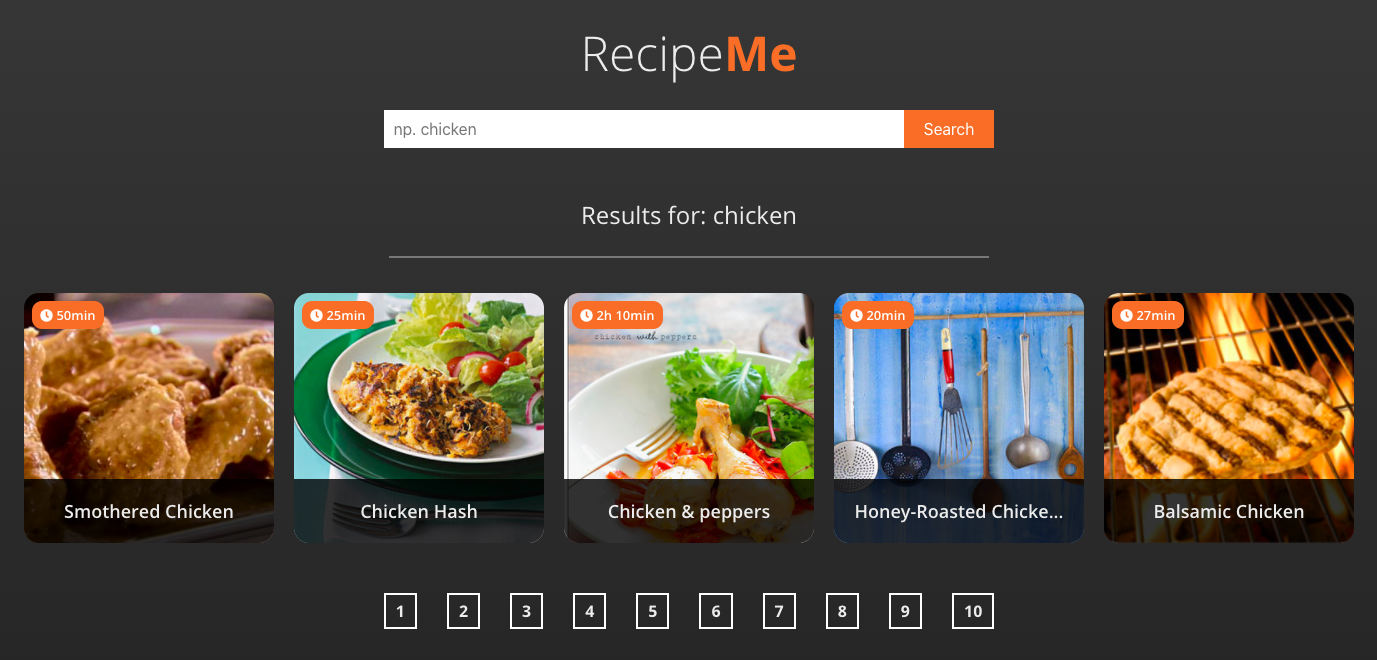 RecipeMe
np. chicken
Search
Results for: chicken
50min
25min
2h 10min
20min
27min
chicken with peppers
Smothered Chicken
Chicken Hash
Chicken & peppers
Honey-Roasted Chicke...
Balsamic Chicken
1 2 3 4 5 6 7 8 9 10